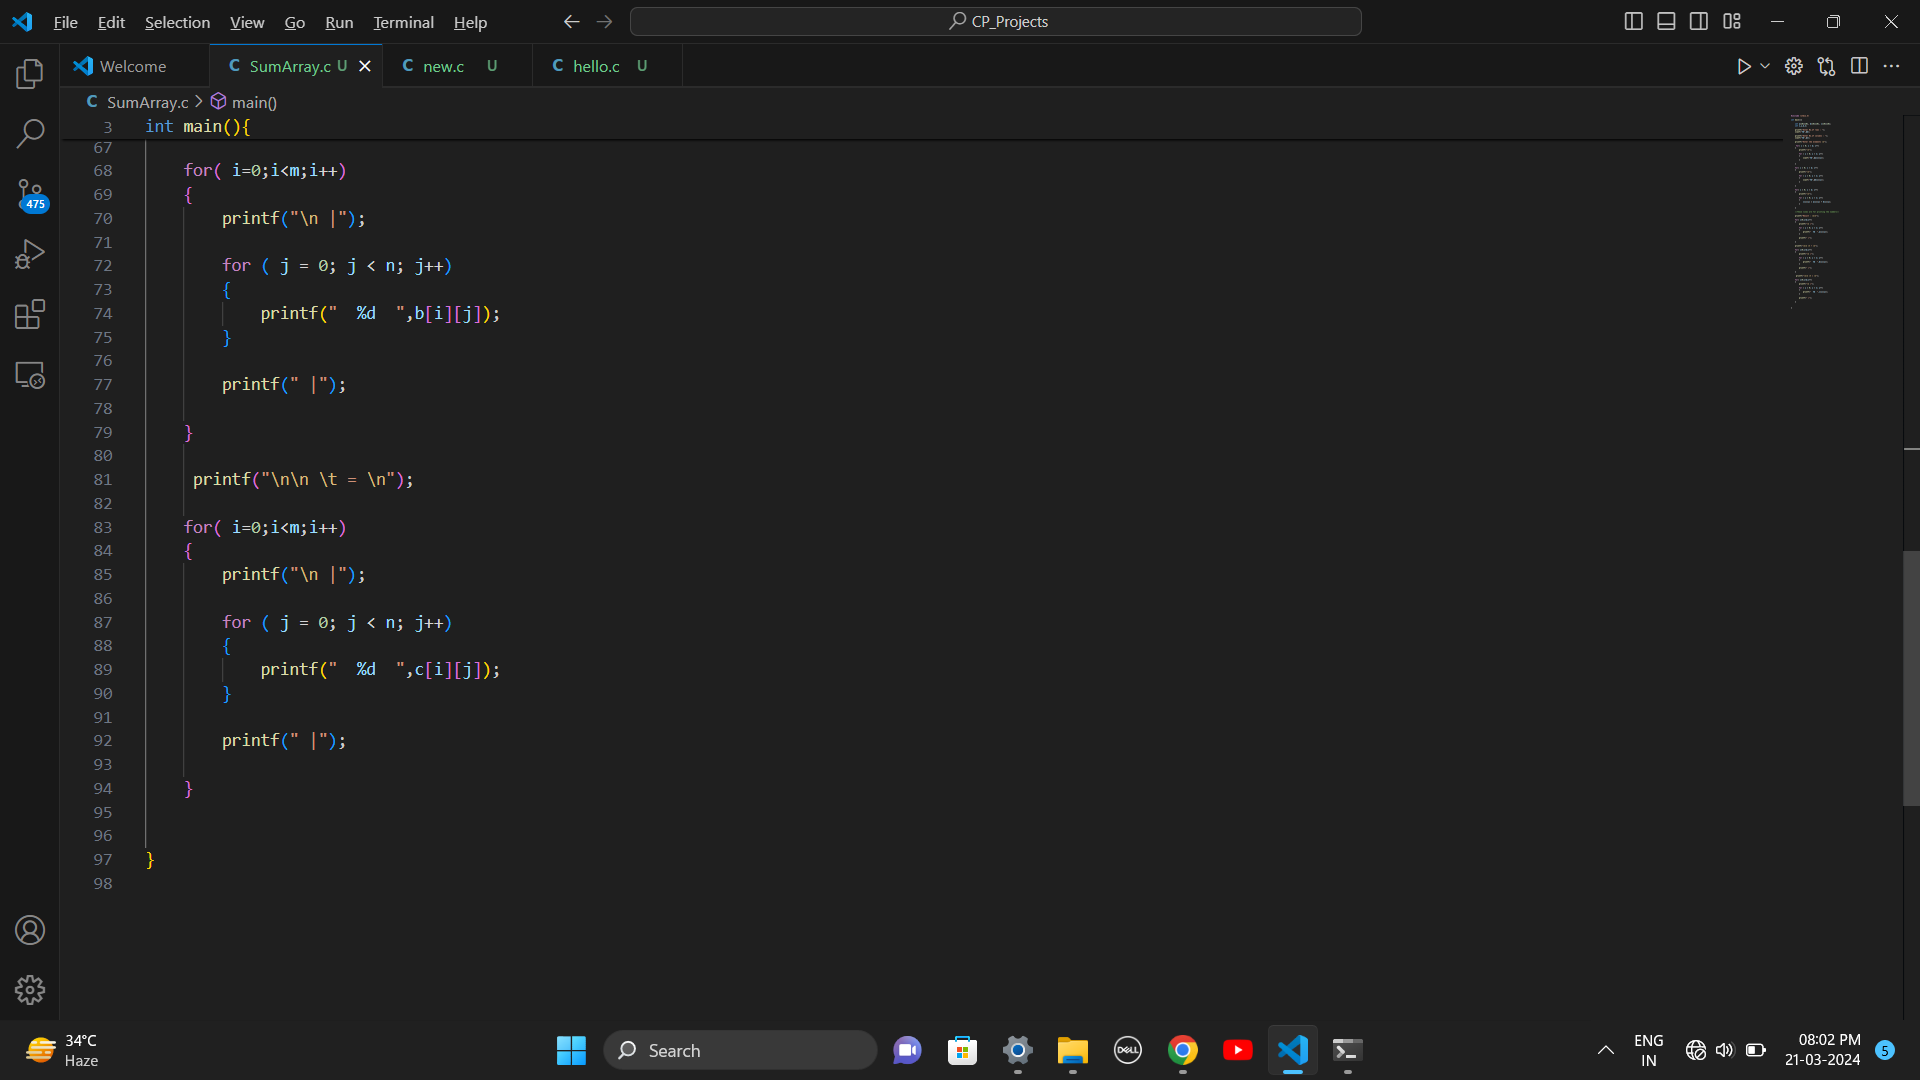 File Edit Selection View Go Run Terminal Help
CP_Projects
Welcome
C SumArray.c U
C new.c U
C hello.c U
C SumArray.c > main()
3 int main(){
67
68 for( i=0;i<m;i++)
69 {
70 printf("\n |");
71
72 for ( j = 0; j < n; j++)
73 {
74 printf("  %d  ",b[i][j]);
75 }
76
77 printf(" |");
78
79 }
80
81 printf("\n\n \t = \n");
82
83 for( i=0;i<m;i++)
84 {
85 printf("\n |");
86
87 for ( j = 0; j < n; j++)
88 {
89 printf("  %d  ",c[i][j]);
90 }
91
92 printf(" |");
93
94 }
95
96
97 }
98
475
34°C
Haze
Search
DELL
ENG
IN
08:02 PM
21-03-2024
5